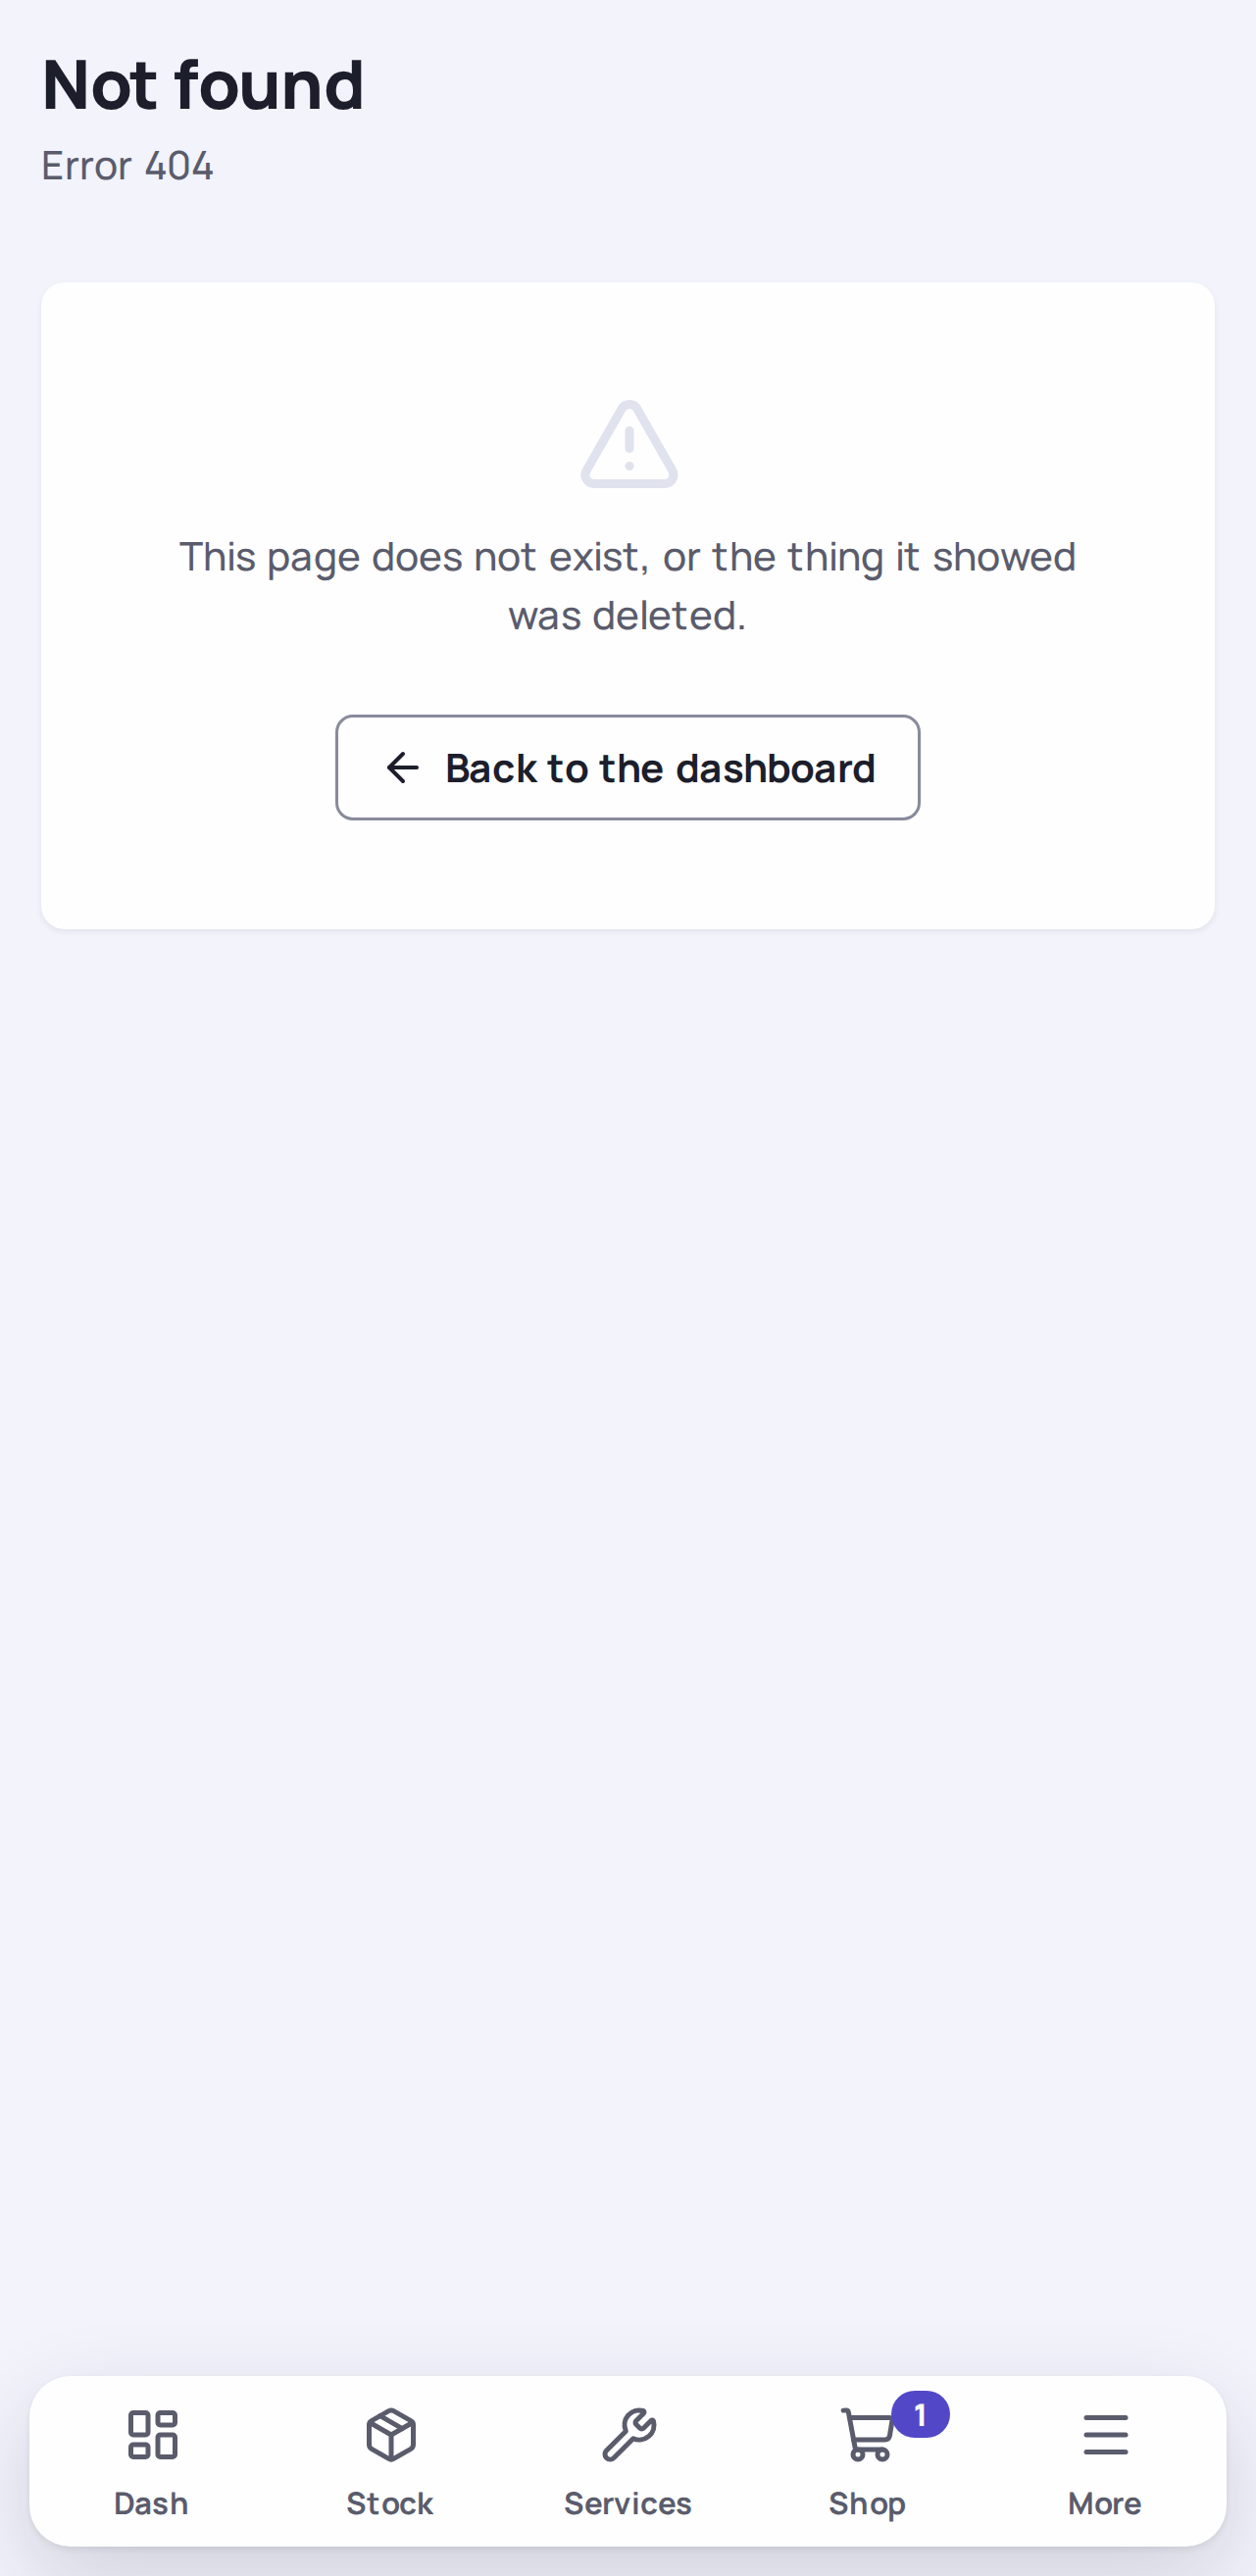 Not found
Error 404
This page does not exist, or the thing it showed
was deleted.
Back to the dashboard
1
Dash
Stock
Services
Shop
More